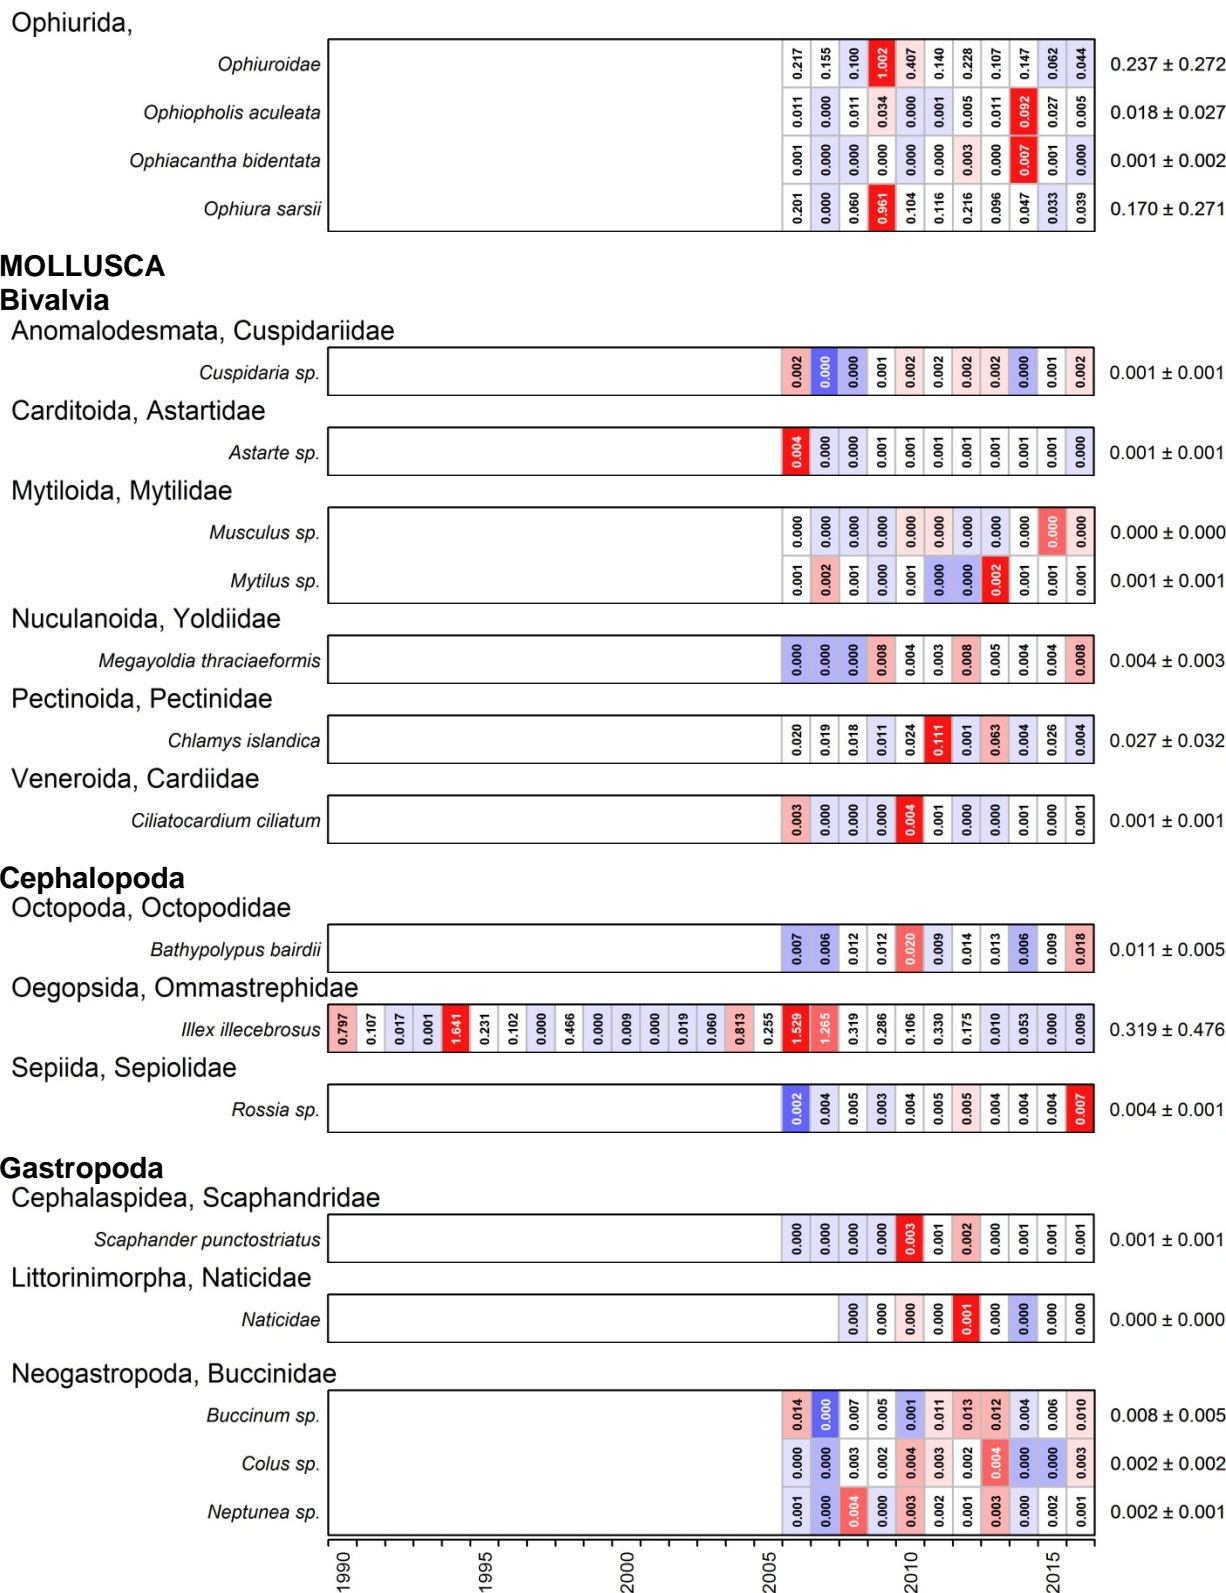 Ophiurida,
Ophiuroidae 0.217 0.155 0.100 1.002 0.407 0.140 0.228 0.107 0.147 0.062 0.044 0.237 ± 0.272
Ophiopholis aculeata 0.011 0.000 0.011 0.034 0.000 0.001 0.005 0.011 0.092 0.027 0.005 0.018 ± 0.027
Ophiacantha bidentata 0.001 0.000 0.000 0.000 0.000 0.000 0.003 0.000 0.007 0.001 0.000 0.001 ± 0.002
Ophiura sarsii 0.201 0.000 0.060 0.961 0.104 0.116 0.216 0.096 0.047 0.033 0.039 0.170 ± 0.271
MOLLUSCA
Bivalvia
Anomalodesmata, Cuspidariidae
Cuspidaria sp. 0.002 0.000 0.000 0.001 0.002 0.002 0.002 0.002 0.000 0.001 0.002 0.001 ± 0.001
Carditoida, Astartidae
Astarte sp. 0.004 0.000 0.000 0.001 0.001 0.001 0.001 0.001 0.001 0.001 0.000 0.001 ± 0.001
Mytiloida, Mytilidae
Musculus sp. 0.000 0.000 0.000 0.000 0.000 0.000 0.000 0.000 0.000 0.000 0.000 0.000 ± 0.000
Mytilus sp. 0.001 0.002 0.001 0.000 0.001 0.000 0.000 0.002 0.001 0.001 0.001 0.001 ± 0.001
Nuculanoida, Yoldiidae
Megayoldia thraciaeformis 0.000 0.000 0.000 0.008 0.004 0.003 0.008 0.005 0.004 0.004 0.008 0.004 ± 0.003
Pectinoida, Pectinidae
Chlamys islandica 0.020 0.019 0.018 0.011 0.024 0.111 0.001 0.063 0.004 0.026 0.004 0.027 ± 0.032
Veneroida, Cardiidae
Ciliatocardium ciliatum 0.003 0.000 0.000 0.000 0.004 0.001 0.000 0.000 0.001 0.000 0.001 0.001 ± 0.001
Cephalopoda
Octopoda, Octopodidae
Bathypolypus bairdii 0.007 0.006 0.012 0.012 0.020 0.009 0.014 0.013 0.006 0.009 0.018 0.011 ± 0.005
Oegopsida, Ommastrephidae
Illex illecebrosus 0.797 0.107 0.017 0.001 1.641 0.231 0.102 0.000 0.466 0.000 0.009 0.000 0.019 0.060 0.813 0.255 1.529 1.265 0.319 0.286 0.106 0.330 0.175 0.010 0.053 0.000 0.009 0.319 ± 0.476
Sepiida, Sepiolidae
Rossia sp. 0.002 0.004 0.005 0.003 0.004 0.005 0.005 0.004 0.004 0.004 0.007 0.004 ± 0.001
Gastropoda
Cephalaspidea, Scaphandridae
Scaphander punctostriatus 0.000 0.000 0.000 0.000 0.003 0.001 0.002 0.000 0.001 0.001 0.001 0.001 ± 0.001
Littorinimorpha, Naticidae
Naticidae 0.000 0.000 0.000 0.000 0.001 0.000 0.000 0.000 0.000 0.000 ± 0.000
Neogastropoda, Buccinidae
Buccinum sp. 0.014 0.000 0.007 0.005 0.001 0.011 0.013 0.012 0.004 0.006 0.010 0.008 ± 0.005
Colus sp. 0.000 0.000 0.003 0.002 0.004 0.003 0.002 0.004 0.000 0.000 0.003 0.002 ± 0.002
Neptunea sp. 0.001 0.000 0.004 0.000 0.003 0.002 0.001 0.003 0.000 0.002 0.001 0.002 ± 0.001
1990 1995 2000 2005 2010 2015